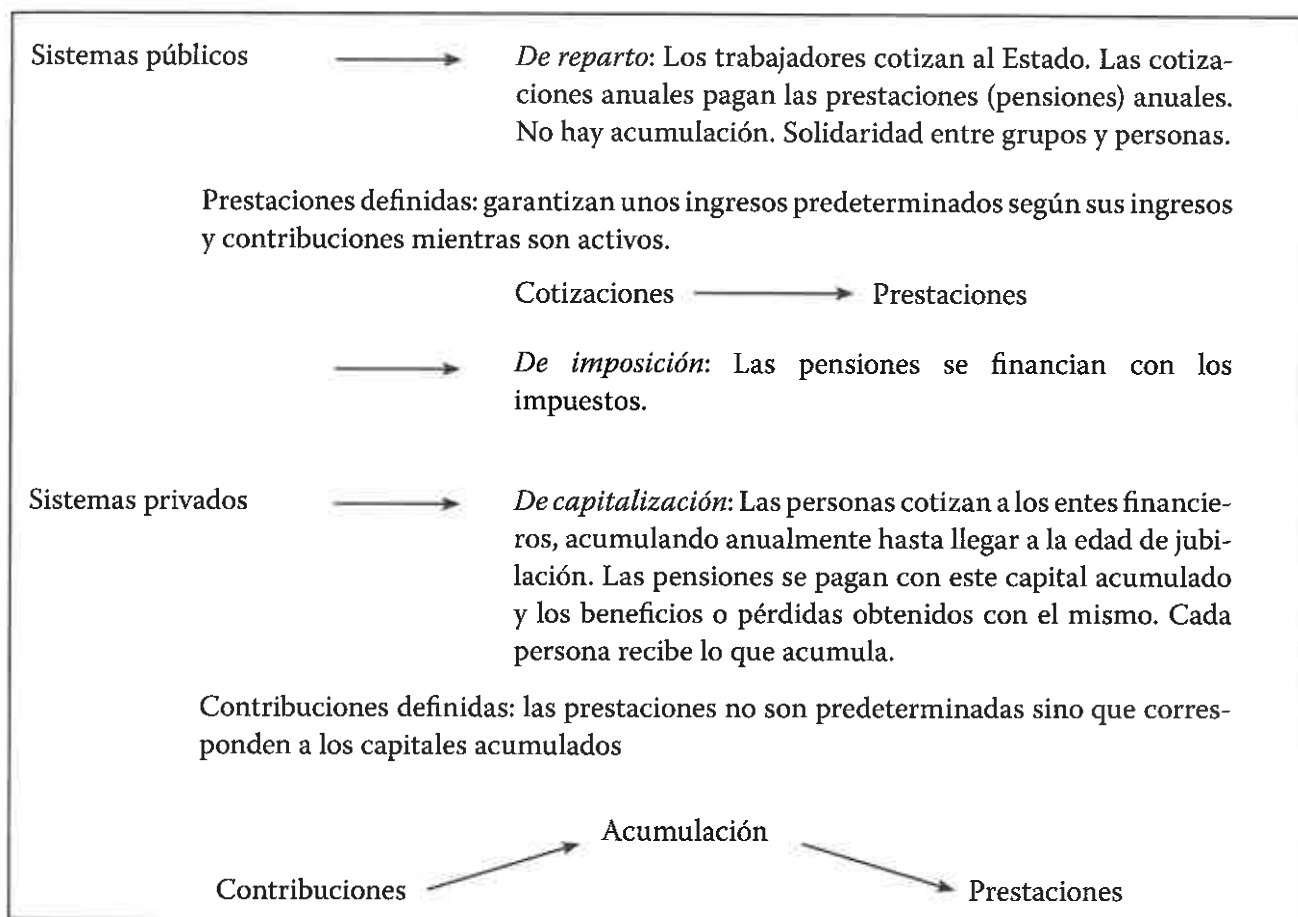 Sistemas públicos
De reparto: Los trabajadores cotizan al Estado. Las cotiza-
ciones anuales pagan las prestaciones (pensiones) anuales.
No hay acumulación. Solidaridad entre grupos y personas.
Prestaciones definidas: garantizan unos ingresos predeterminados según sus ingresos
y contribuciones mientras son activos.
Cotizaciones Prestaciones
De imposición: Las pensiones se financian con los
impuestos.
Sistemas privados
De capitalización: Las personas cotizan a los entes financie-
ros, acumulando anualmente hasta llegar a la edad de jubi-
lación. Las pensiones se pagan con este capital acumulado
y los beneficios o pérdidas obtenidos con el mismo. Cada
persona recibe lo que acumula.
Contribuciones definidas: las prestaciones no son predeterminadas sino que corres-
ponden a los capitales acumulados
Acumulación
Contribuciones Prestaciones